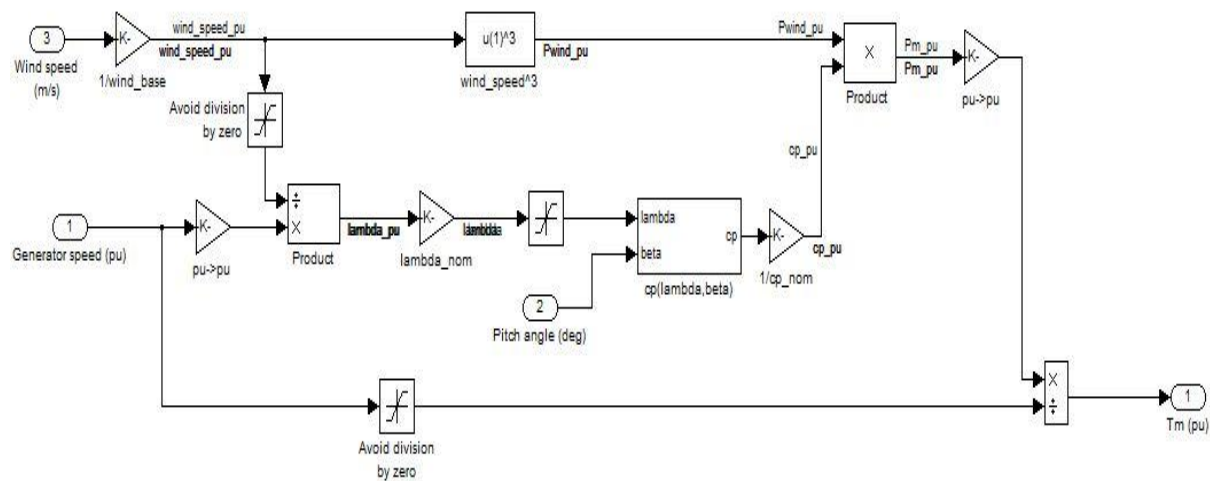 3
Wind speed
(m/s)
K-
1/wind_base
wind_speed_pu
wind_speed_pu
u(1)^3
wind_speed^3
Pwind_pu
Pwind_pu
X
Product
Pm_pu
Pm_pu
K-
pu->pu
Avoid division
by zero
cp_pu
1
Generator speed (pu)
K-
pu->pu
÷
X
Product
lambda_pu
K-
lambda_nom
lambda
lambda
beta
cp
cp(lambda,beta)
K-
1/cp_nom
cp_pu
2
Pitch angle (deg)
Avoid division
by zero
X
÷
1
Tm (pu)